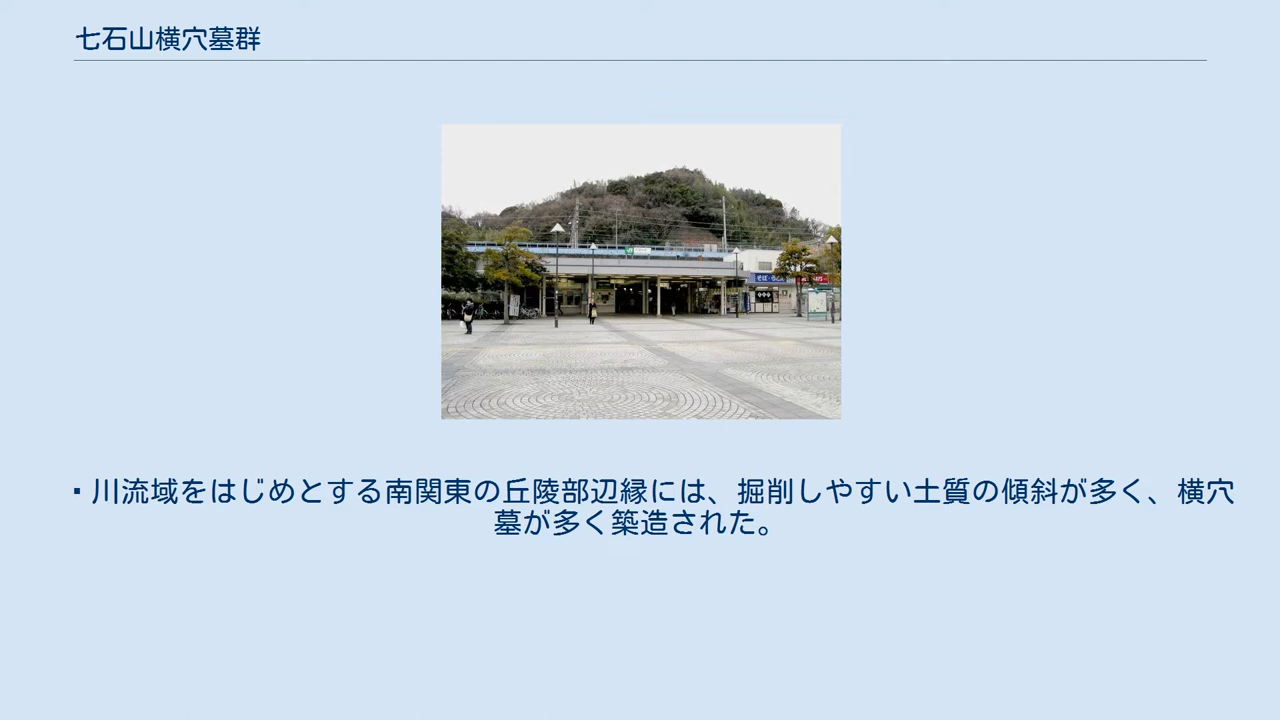 七石山横穴墓群
▪川流域をはじめとする南関東の丘陵部辺縁には、掘削しやすい土質の傾斜が多く、横穴
墓が多く築造された。